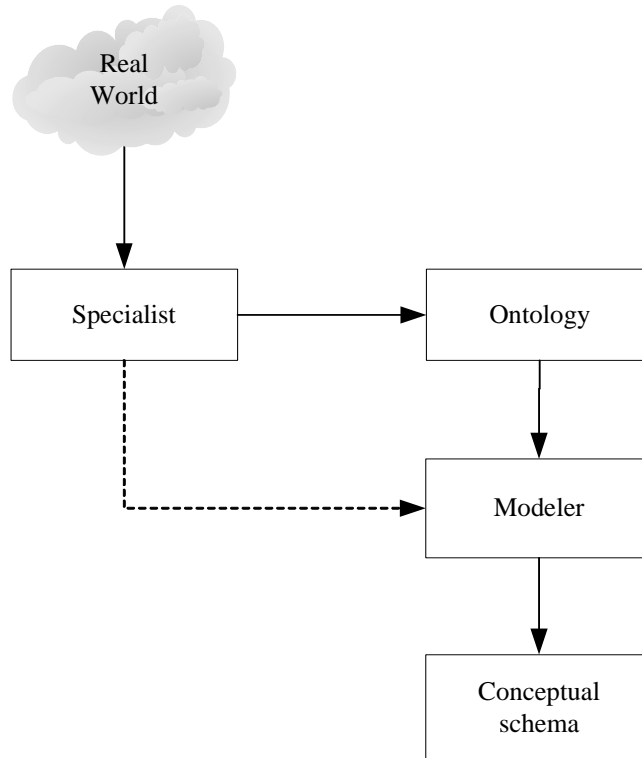 Real
World
Specialist
Ontology
Modeler
Conceptual
schema